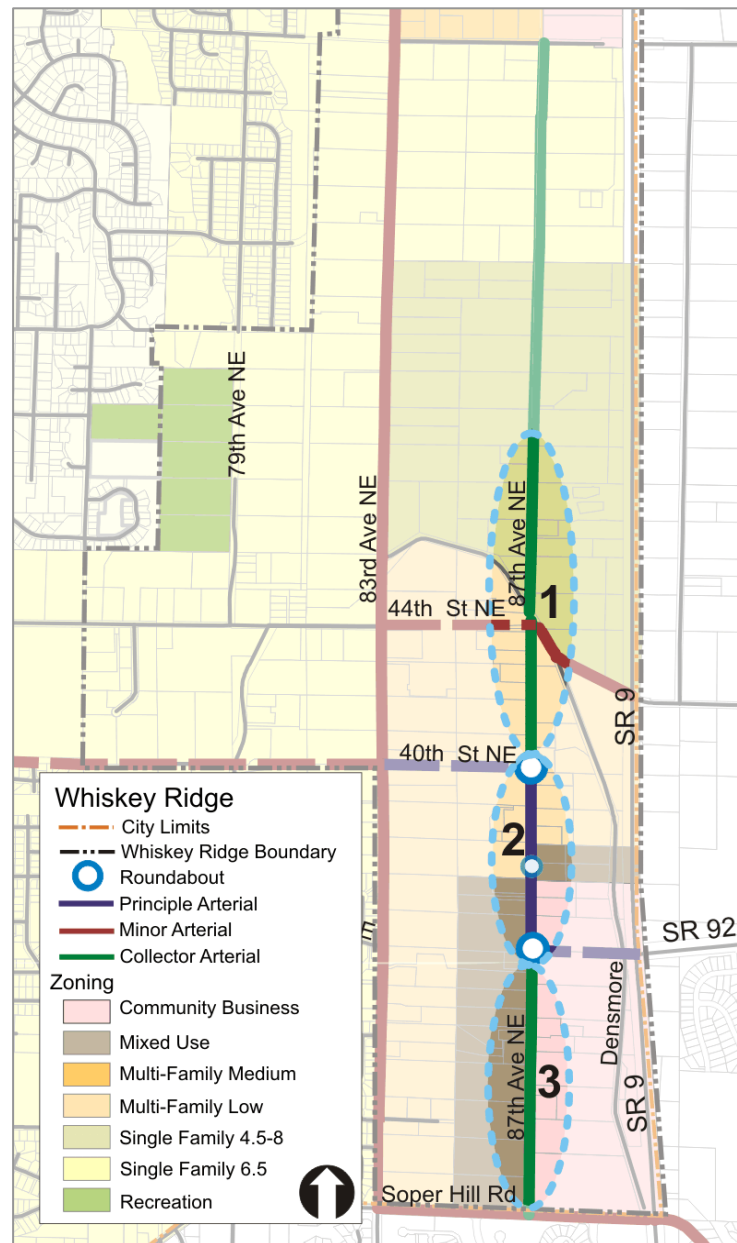 79th Ave NE
83rd Ave NE
87th Ave NE
1
44th St NE
SR 9
40th St NE
2
SR 92
Densmore
87th Ave NE
3
SR 9
Soper Hill Rd
Whiskey Ridge
City Limits
Whiskey Ridge Boundary
Roundabout
Principle Arterial
Minor Arterial
Collector Arterial
Zoning
Community Business
Mixed Use
Multi-Family Medium
Multi-Family Low
Single Family 4.5-8
Single Family 6.5
Recreation